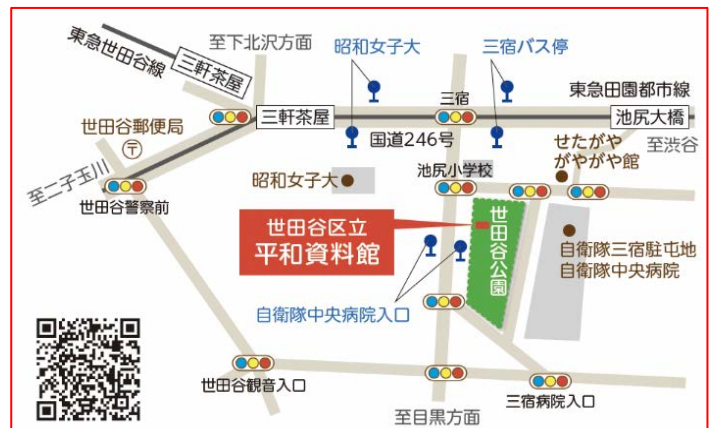 東急世田谷線
三軒茶屋
至下北沢方面
昭和女子大
三宿バス停
東急田園都市線
三軒茶屋
三宿
池尻大橋
国道246号
至渋谷
世田谷郵便局
〒
至二子玉川
世田谷警察前
昭和女子大
池尻小学校
せたがや
がやがや館
世田谷区立
平和資料館
世田谷公園
自衛隊三宿駐屯地
自衛隊中央病院
自衛隊中央病院入口
世田谷観音入口
三宿病院入口
至目黒方面